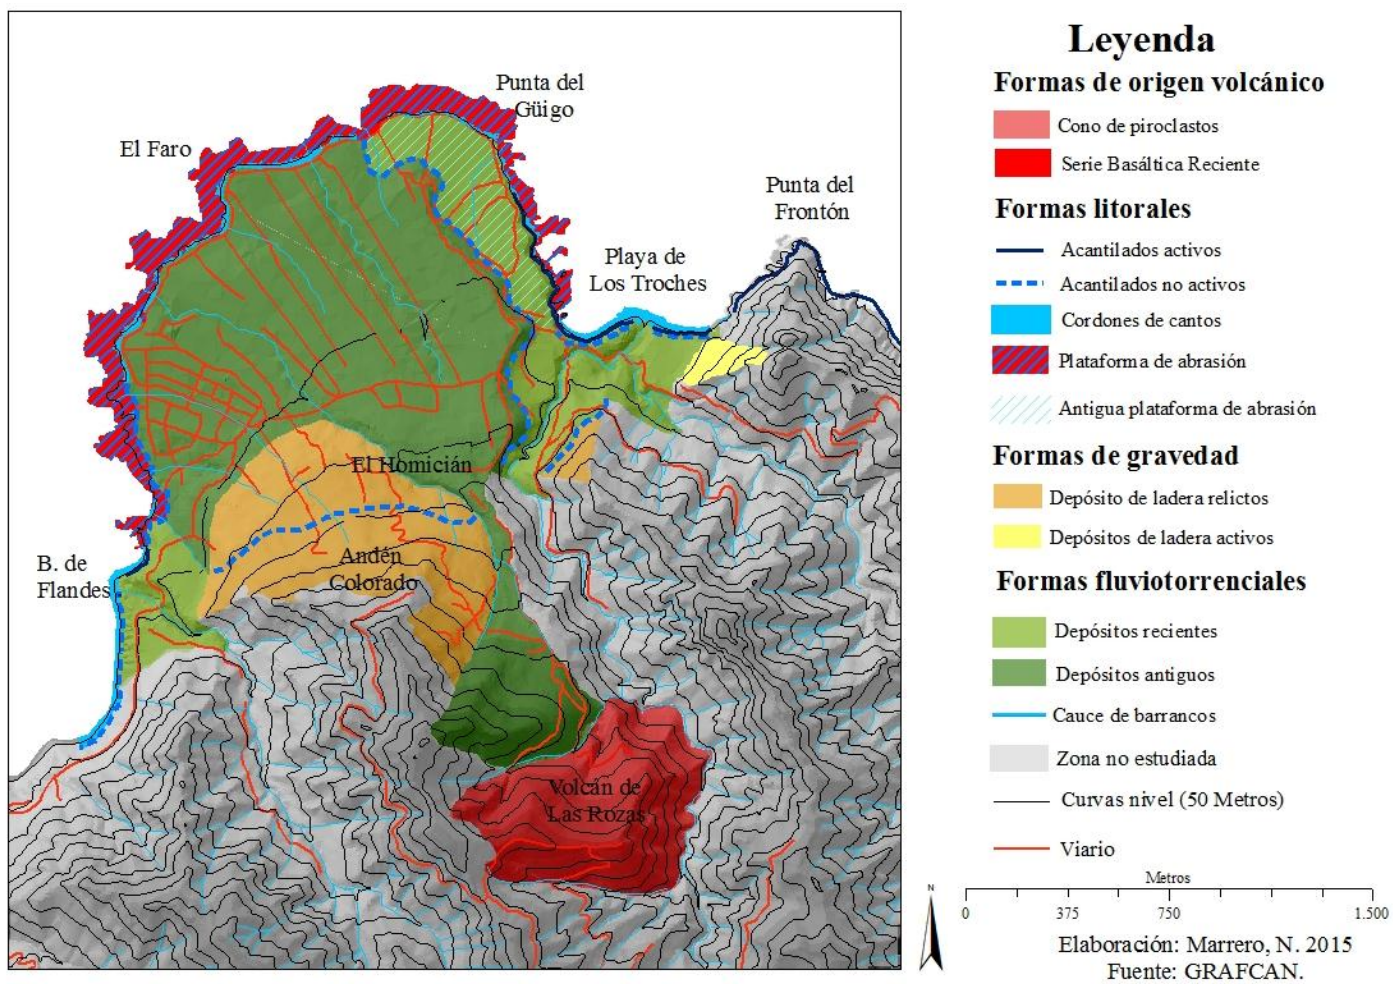 Punta del
Güigo
El Faro
Punta del
Frontón
Playa de
Los Troches
El Homicián
Andén
Colorado
B. de
Flandes
Volcán de
Las Rozas
Leyenda
Formas de origen volcánico
Cono de piroclastos
Serie Basáltica Reciente
Formas litorales
Acantilados activos
Acantilados no activos
Cordones de cantos
Plataforma de abrasión
Antigua plataforma de abrasión
Formas de gravedad
Depósito de ladera relictos
Depósitos de ladera activos
Formas fluviotorrenciales
Depósitos recientes
Depósitos antiguos
Cauce de barrancos
Zona no estudiada
Curvas nivel (50 Metros)
Viario
Metros
N
0 375 750 1.500
Elaboración: Marrero, N. 2015
Fuente: GRAFCAN.